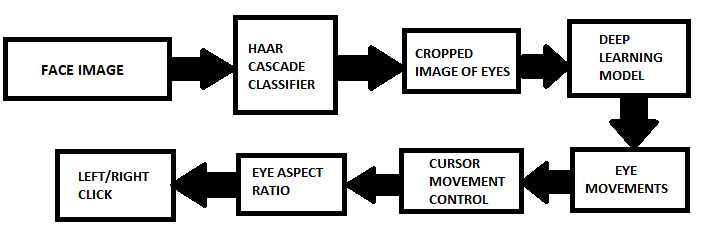 FACE IMAGE
HAAR
CASCADE
CLASSIFIER
CROPPED
IMAGE OF EYES
DEEP
LEARNING
MODEL
EYE
MOVEMENTS
CURSOR
MOVEMENT
CONTROL
EYE ASPECT
RATIO
LEFT/RIGHT
CLICK